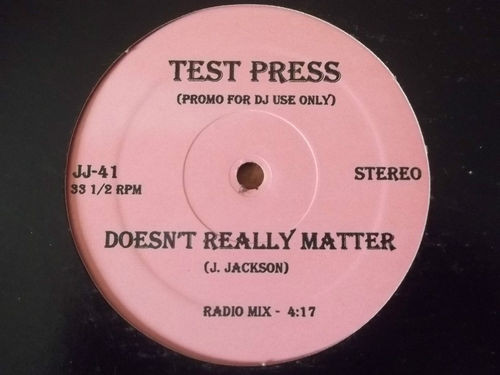 TEST PRESS
(PROMO FOR DJ USE ONLY)
JJ-41
33 1/2 RPM
STEREO
DOESN'T REALLY MATTER
(J. JACKSON)
RADIO MIX - 4:17